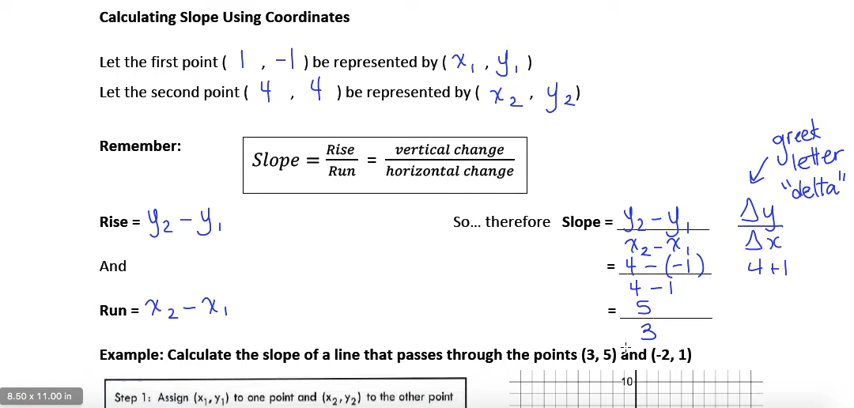 Calculating Slope Using Coordinates
Let the first point ( 1 , -1 ) be represented by ( x₁ , y₁ )
Let the second point ( 4 , 4 ) be represented by ( x₂ , y₂ )
greek
letter
"delta"
Remember:
Slope = Rise/Run = vertical change/horizontal change
Rise = y₂ - y₁
So... therefore Slope = y₂ - y₁ / x₂ - x₁ Δy/Δx
And
= 4 - (-1) / 4 - 1 4+1
Run = x₂ - x₁
= 5 / 3
Example: Calculate the slope of a line that passes through the points (3, 5) and (-2, 1)
8.50 x 11.00 in
Step 1: Assign (x₁, y₁) to one point and (x₂, y₂) to the other point
10